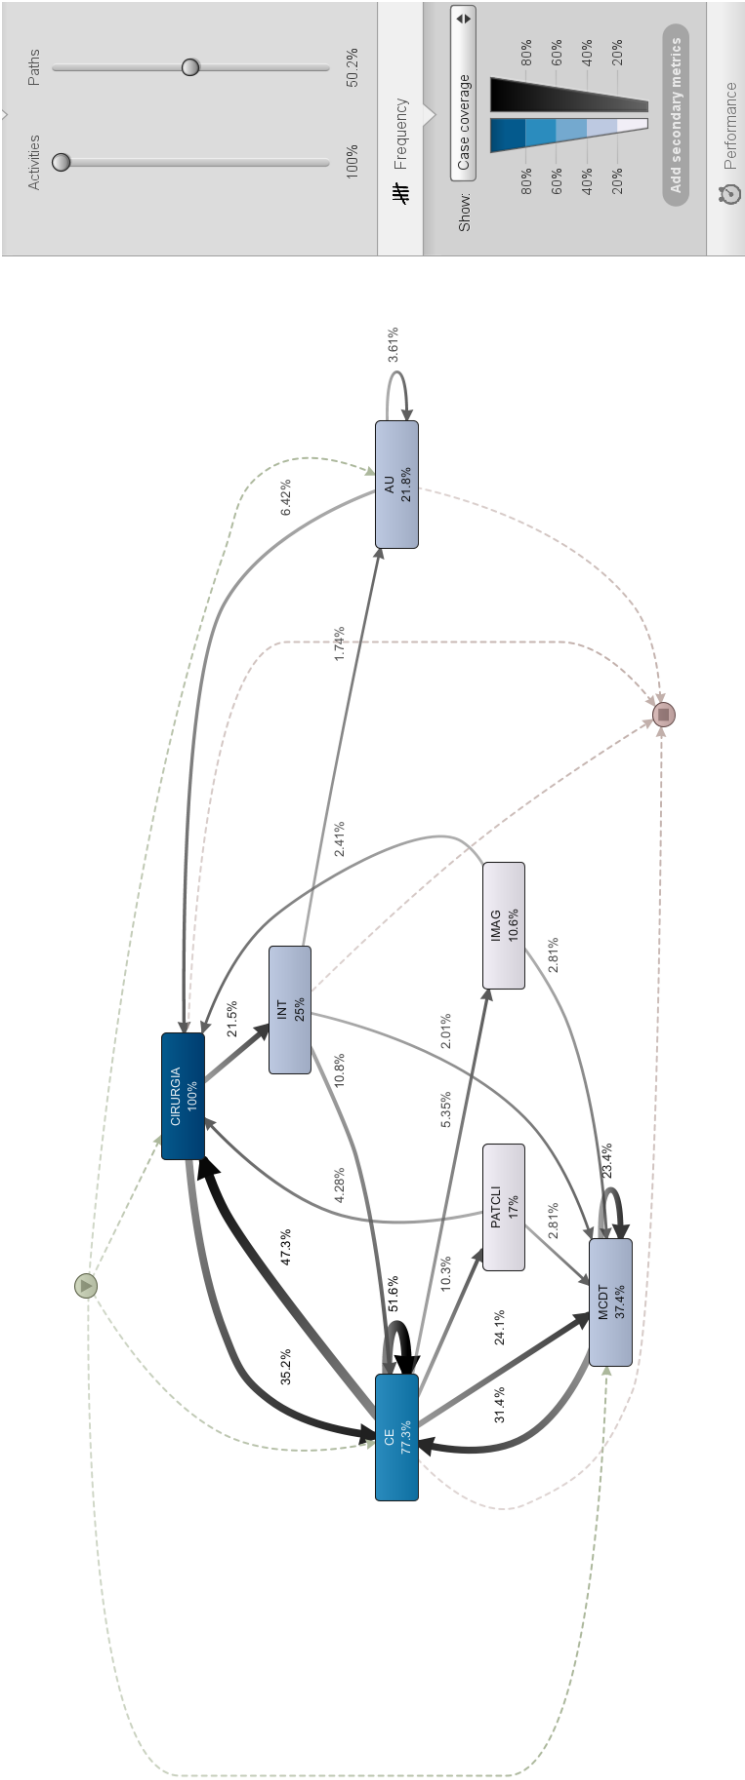 Paths
Activities
50.2%
100%
Frequency
Show:
Case coverage
80%
60%
40%
20%
80%
60%
40%
20%
Add secondary metrics
Performance
CIRURGIA
100%
INT
25%
AU
21.8%
3.61%
6.42%
1.74%
2.41%
21.5%
10.8%
2.01%
IMAG
10.6%
2.81%
5.35%
4.28%
PATCLI
17%
2.81%
10.3%
47.3%
35.2%
51.6%
CE
77.3%
24.1%
31.4%
MCDT
37.4%
23.4%